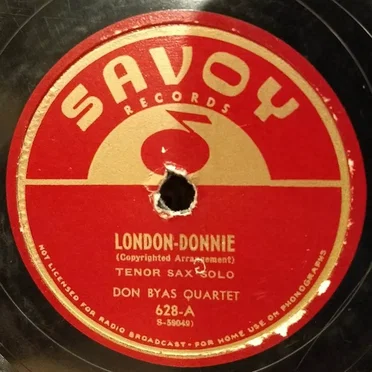 SAVOY
RECORDS
LONDON-DONNIE
(Copyrighted Arrangement)
TENOR SAX SOLO
DON BYAS QUARTET
628-A
S-59049)
NOT LICENSED FOR RADIO BROADCAST · FOR HOME USE ON PHONOGRAPHS